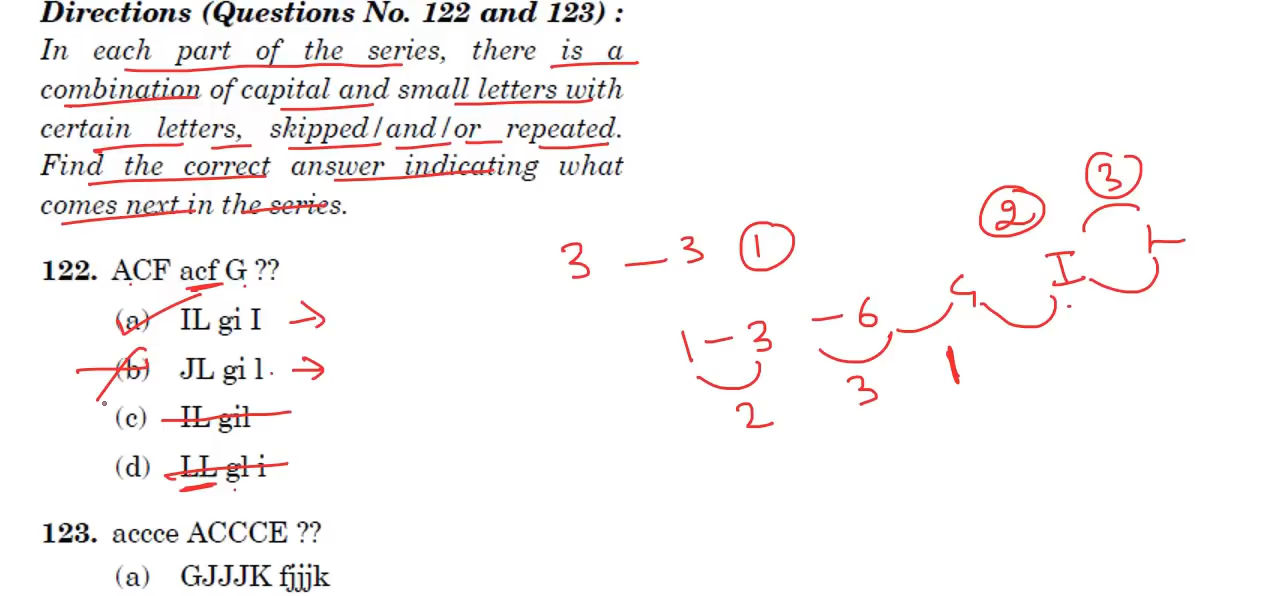 Directions (Questions No. 122 and 123) :
In each part of the series, there is a
combination of capital and small letters with
certain letters, skipped/and/or repeated.
Find the correct answer indicating what
comes next in the series.
122. ACF acf G ??
(a) IL gi I
(b) JL gi l
(c) IL gil
(d) LL gl i
123. accce ACCCE ??
(a) GJJJK fjjjk
3 — 3 1
1 — 3 — 6 G I L
2 3 1 2 3